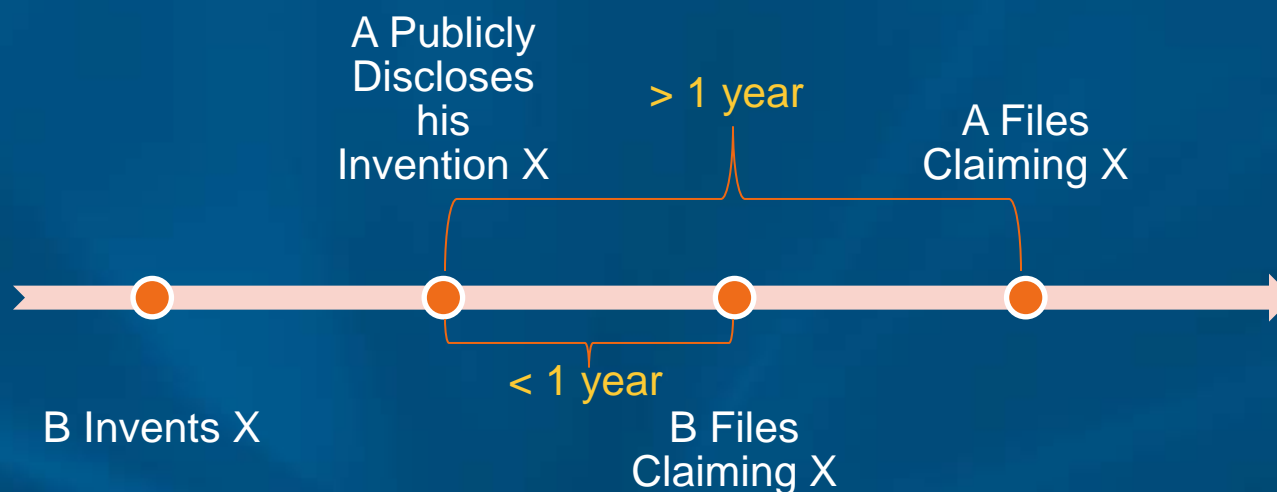 A Publicly
Discloses
his
Invention X
> 1 year
A Files
Claiming X
< 1 year
B Invents X
B Files
Claiming X